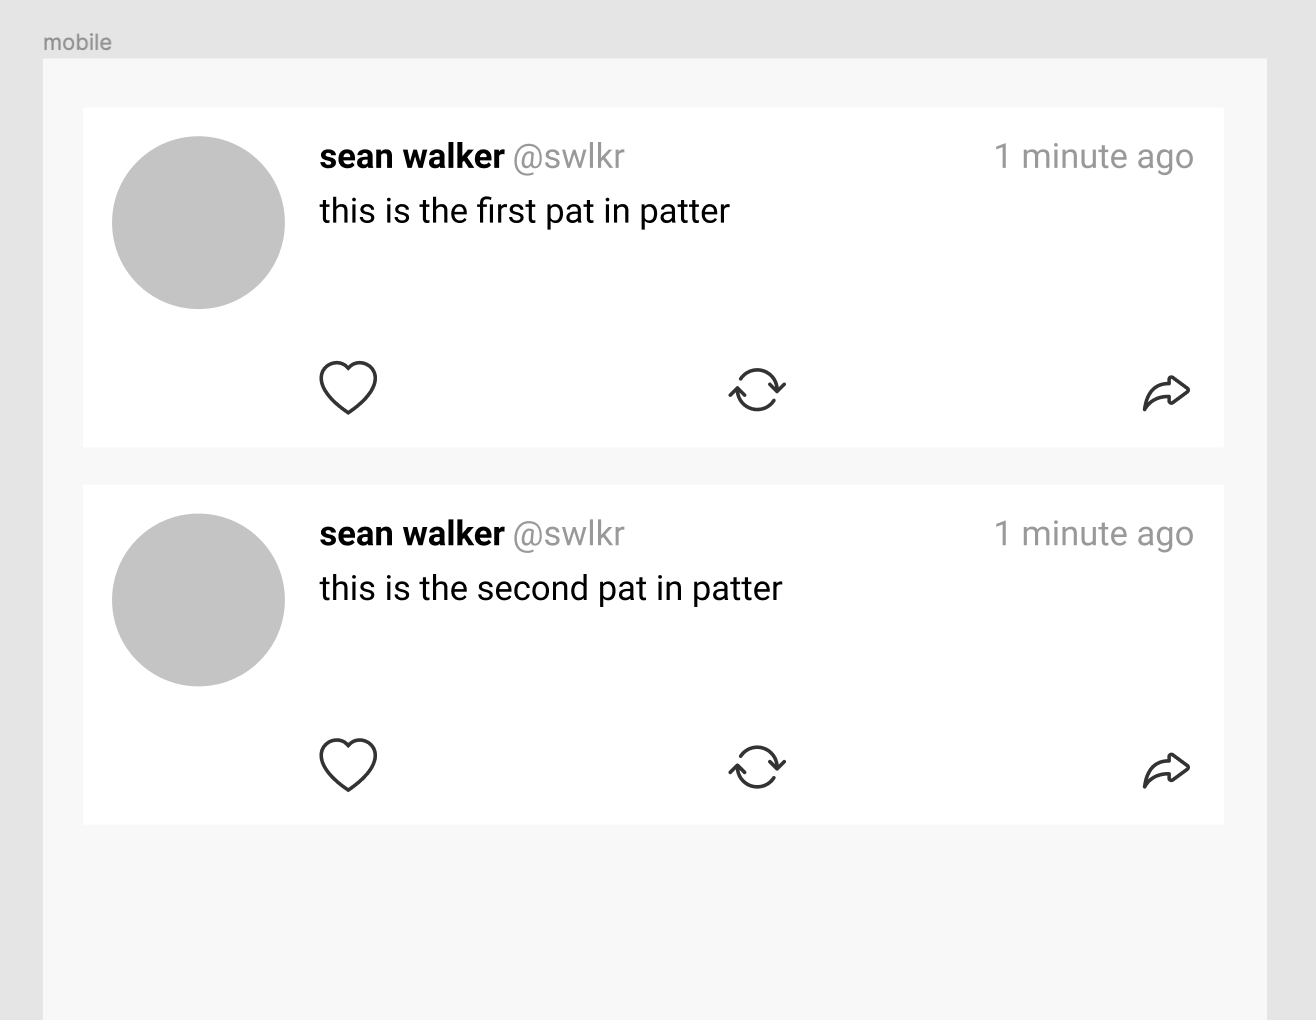 mobile
sean walker @swlkr 1 minute ago
this is the first pat in patter
sean walker @swlkr 1 minute ago
this is the second pat in patter